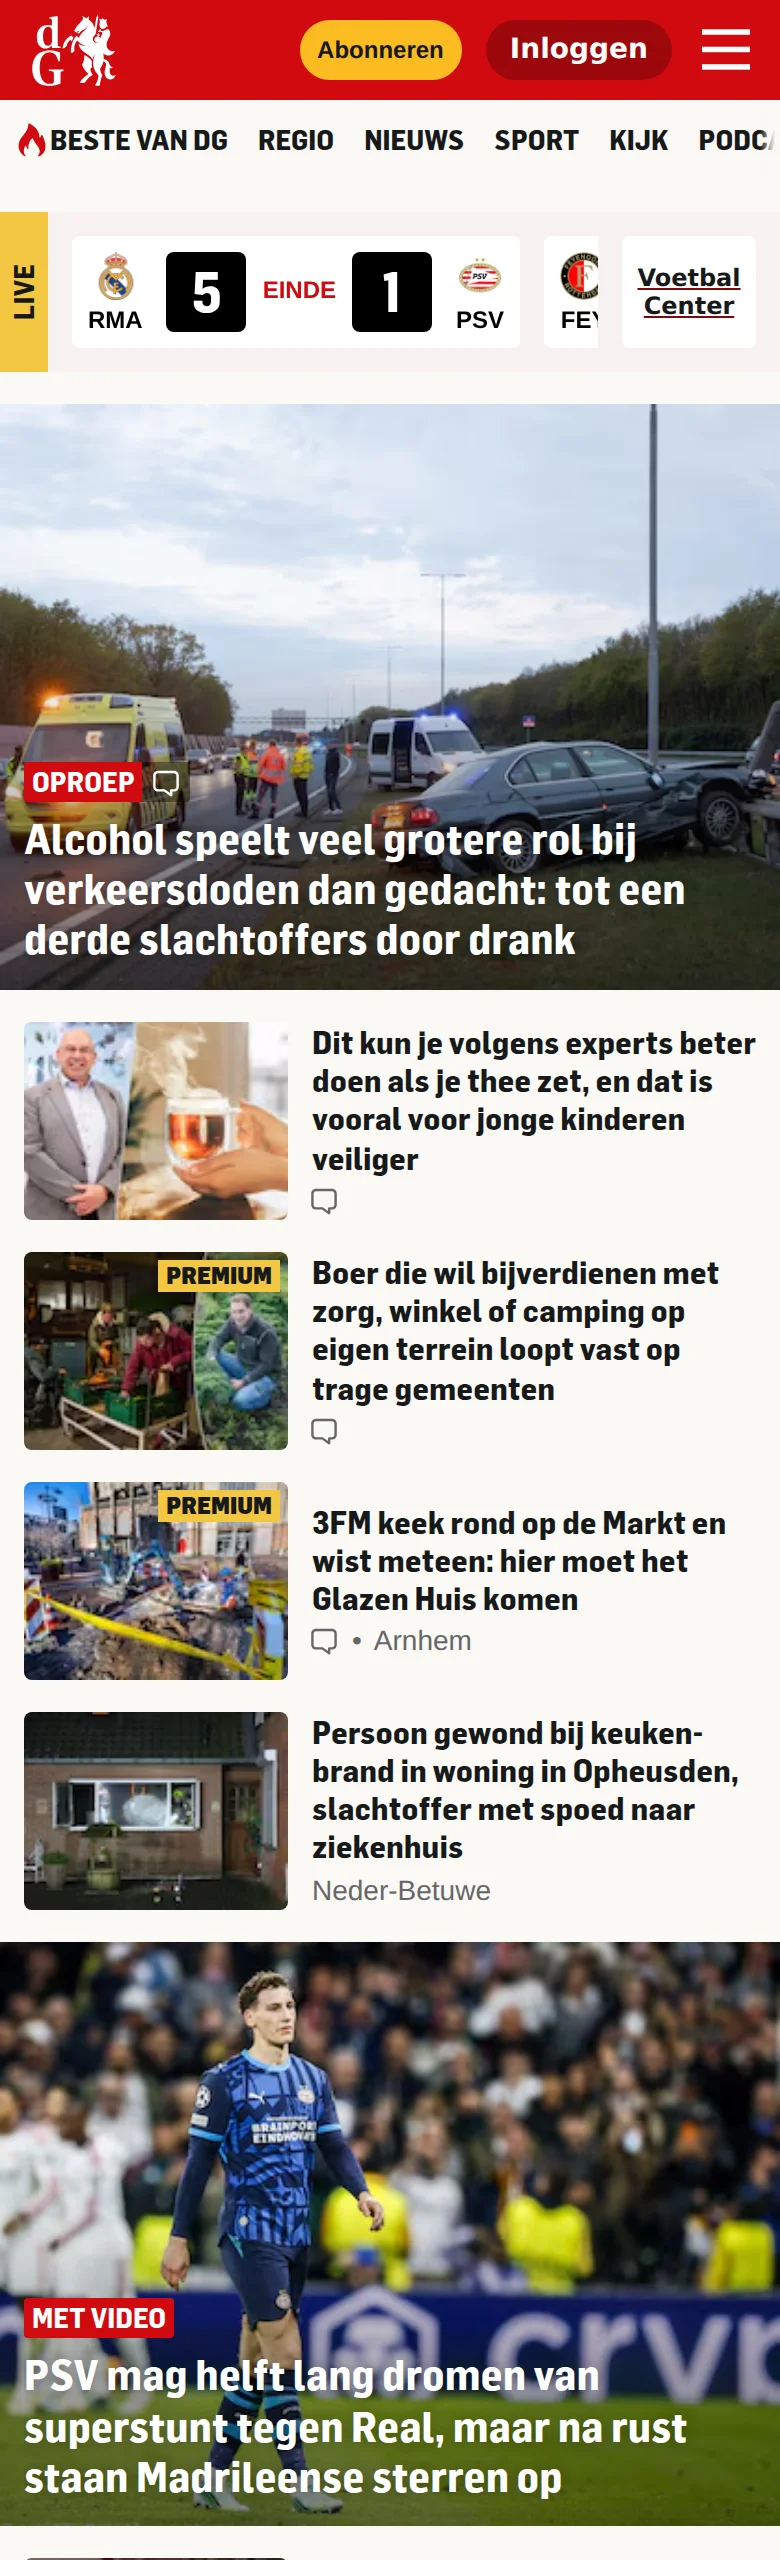 dG
Abonneren
Inloggen
BESTE VAN DG
REGIO
NIEUWS
SPORT
KIJK
PODCA
LIVE
RMA
5
EINDE
1
PSV
PSV
FEY
Voetbal
Center
OPROEP
Alcohol speelt veel grotere rol bij
verkeersdoden dan gedacht: tot een
derde slachtoffers door drank
Dit kun je volgens experts beter
doen als je thee zet, en dat is
vooral voor jonge kinderen
veiliger
PREMIUM
Boer die wil bijverdienen met
zorg, winkel of camping op
eigen terrein loopt vast op
trage gemeenten
PREMIUM
3FM keek rond op de Markt en
wist meteen: hier moet het
Glazen Huis komen
• Arnhem
Persoon gewond bij keuken-
brand in woning in Opheusden,
slachtoffer met spoed naar
ziekenhuis
Neder-Betuwe
BRAINPORT
EINDHOVEN
cryp
MET VIDEO
PSV mag helft lang dromen van
superstunt tegen Real, maar na rust
staan Madrileense sterren op